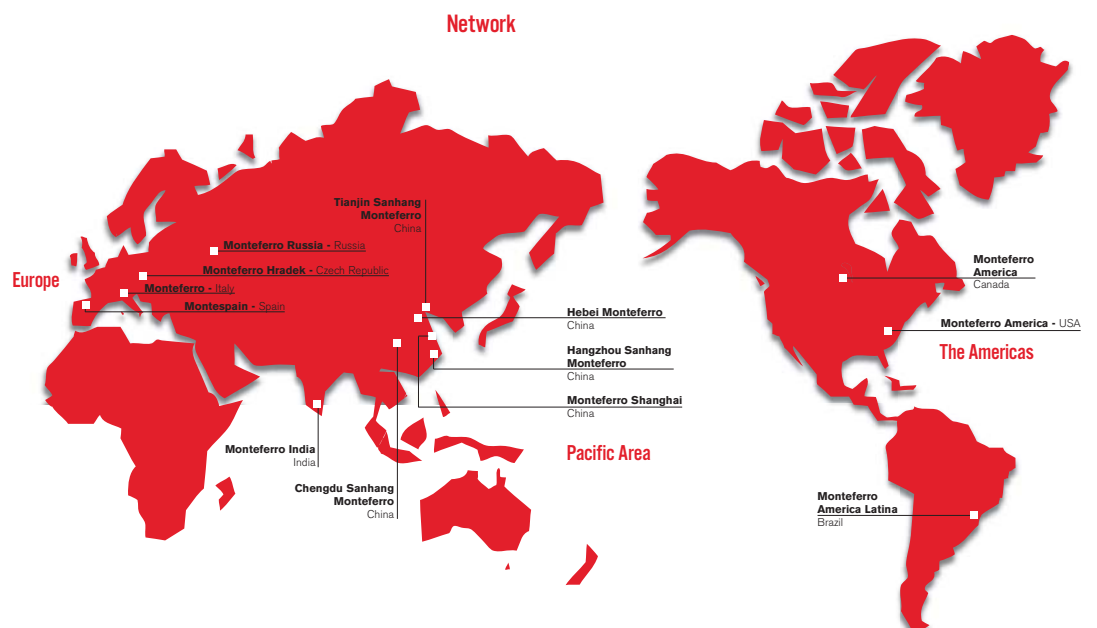 Network
Tianjin Sanhang
Monteferro
China
Monteferro Russia - Russia
Monteferro Hradek - Czech Republic
Europe
Monteferro - Italy
Montespain - Spain
Hebei Monteferro
China
Hangzhou Sanhang
Monteferro
China
Monteferro Shanghai
China
Pacific Area
Monteferro India
India
Chengdu Sanhang
Monteferro
China
Monteferro
America
Canada
Monteferro America - USA
The Americas
Monteferro
America Latina
Brazil